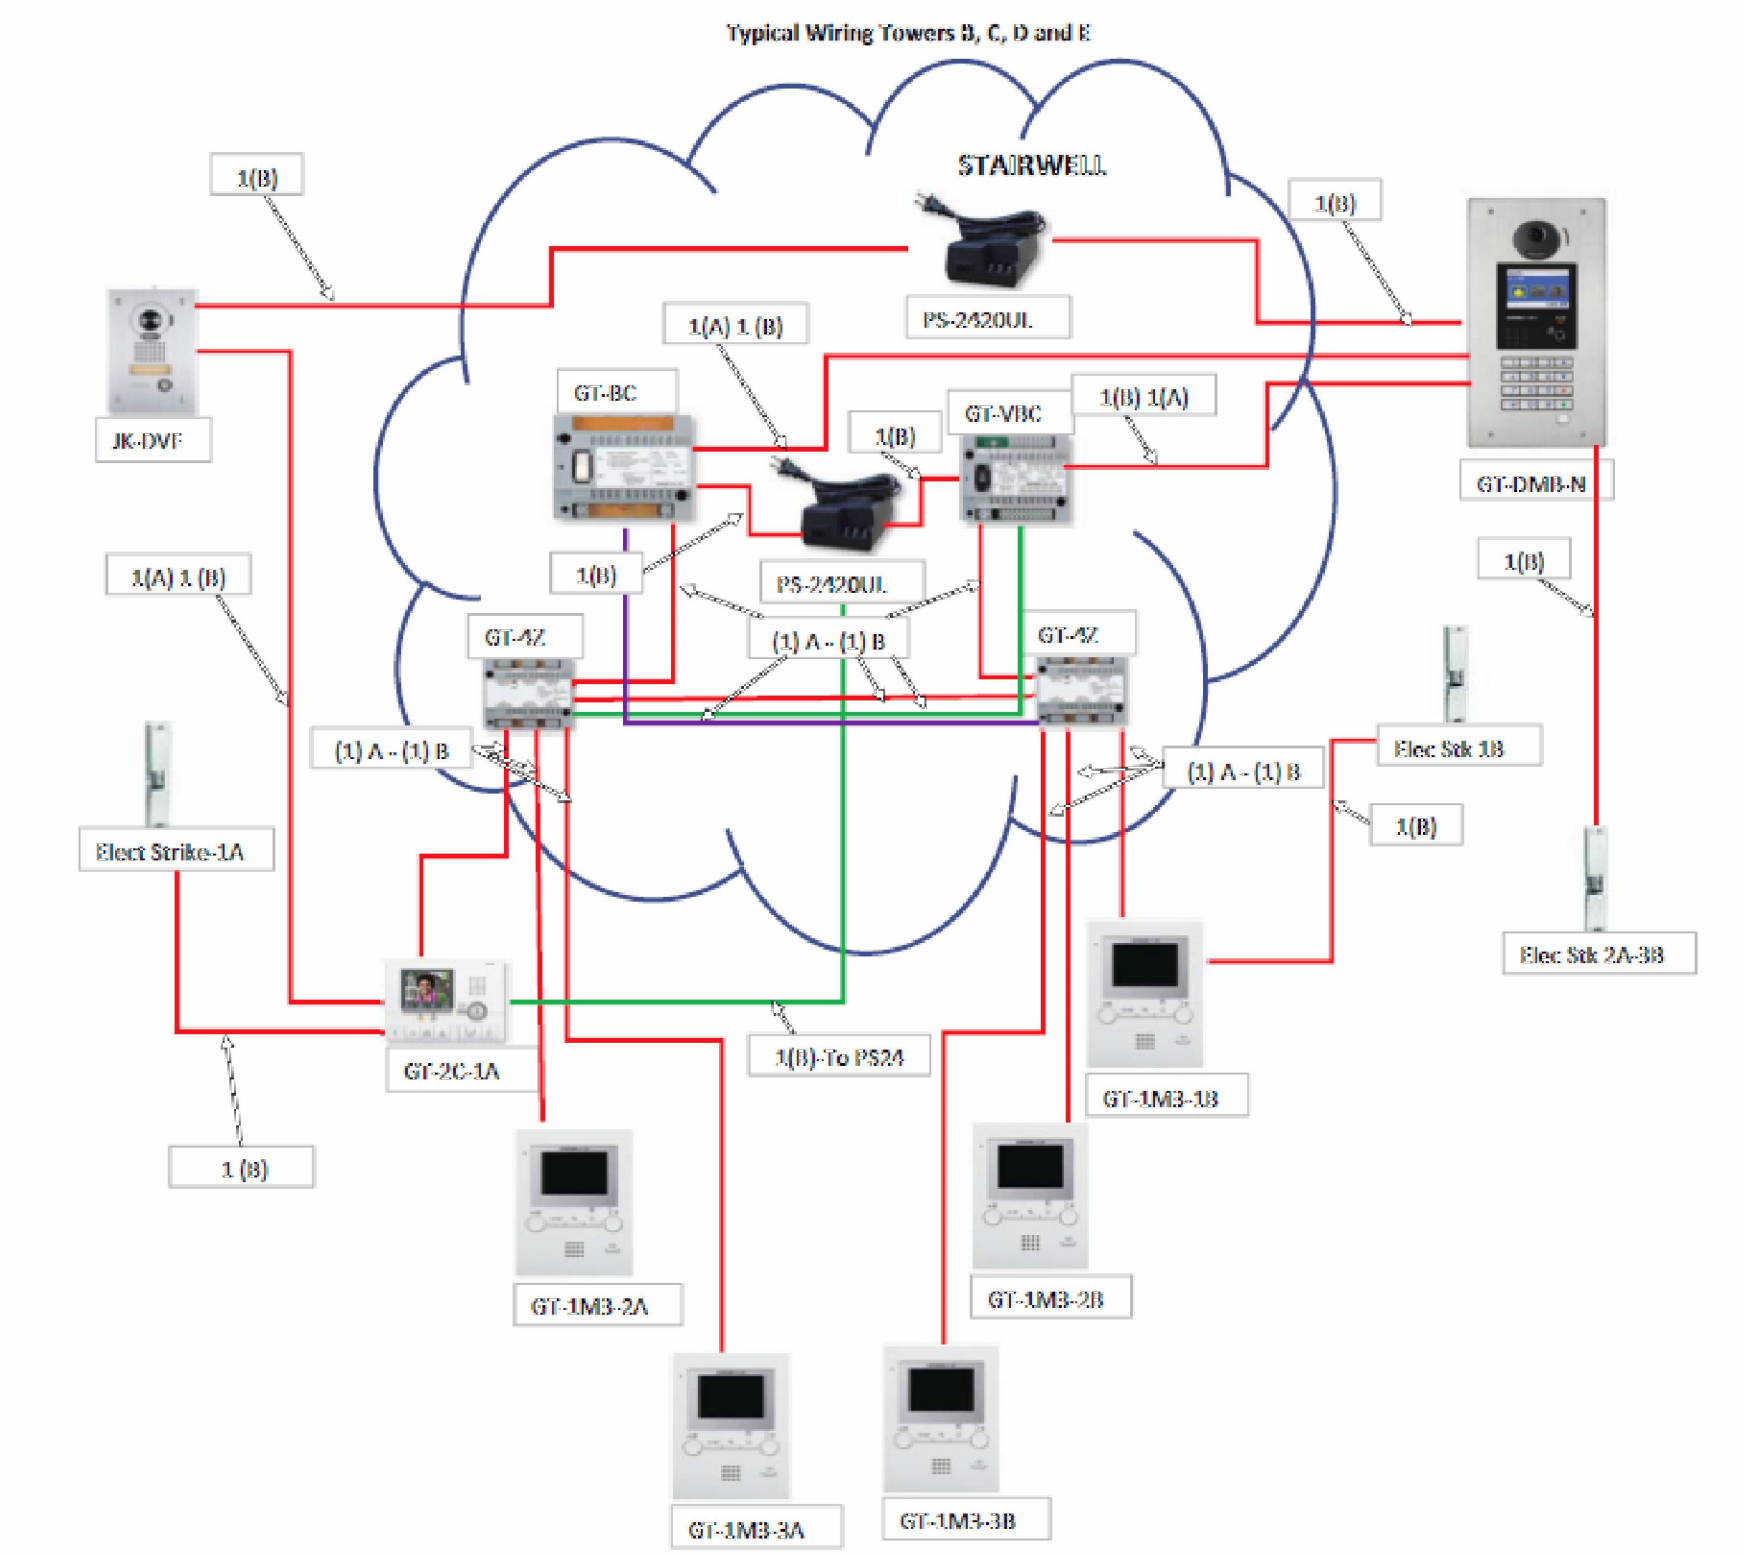 Typical Wiring Towers B, C, D and E
STAIRWELL
1(B)
1(B)
PS-2420UL
1(A) 1 (B)
GT-BC
GT-VBC
1(B) 1(A)
1(B)
JK-DVF
GT-DMB-N
1(B)
1(A) 1 (B)
1(B)
PS-2420UL
GT-4Z
(1) A - (1) B
GT-4Z
(1) A - (1) B
(1) A - (1) B
Elec Stk 1B
1(B)
Elect Strike-1A
Elec Stk 2A-3B
1(B)-To PS24
GT-2C-1A
GT-1M3-1B
1 (B)
GT-1M3-2A
GT-1M3-2B
GT-1M3-3A
GT-1M3-3B